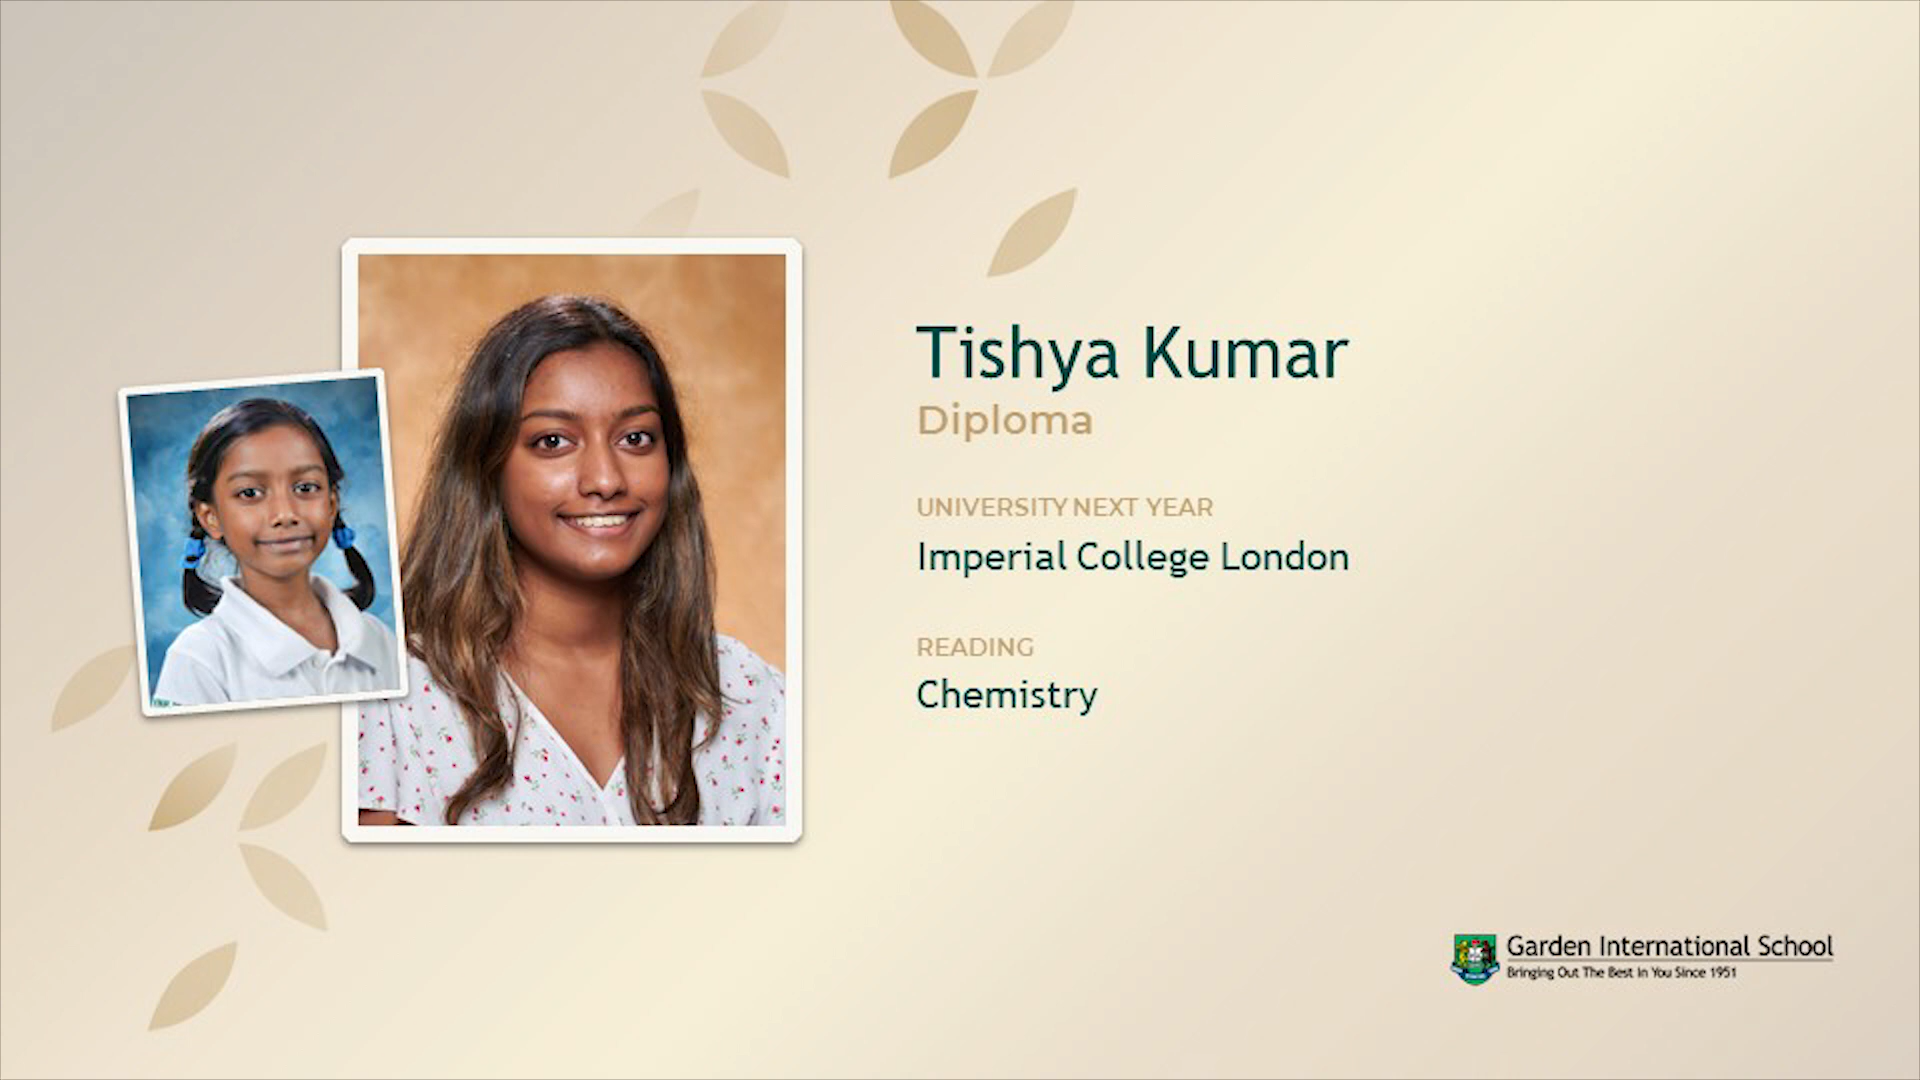 Tishya Kumar
Diploma
UNIVERSITY NEXT YEAR
Imperial College London
READING
Chemistry
Garden International School
Bringing Out The Best In You Since 1951